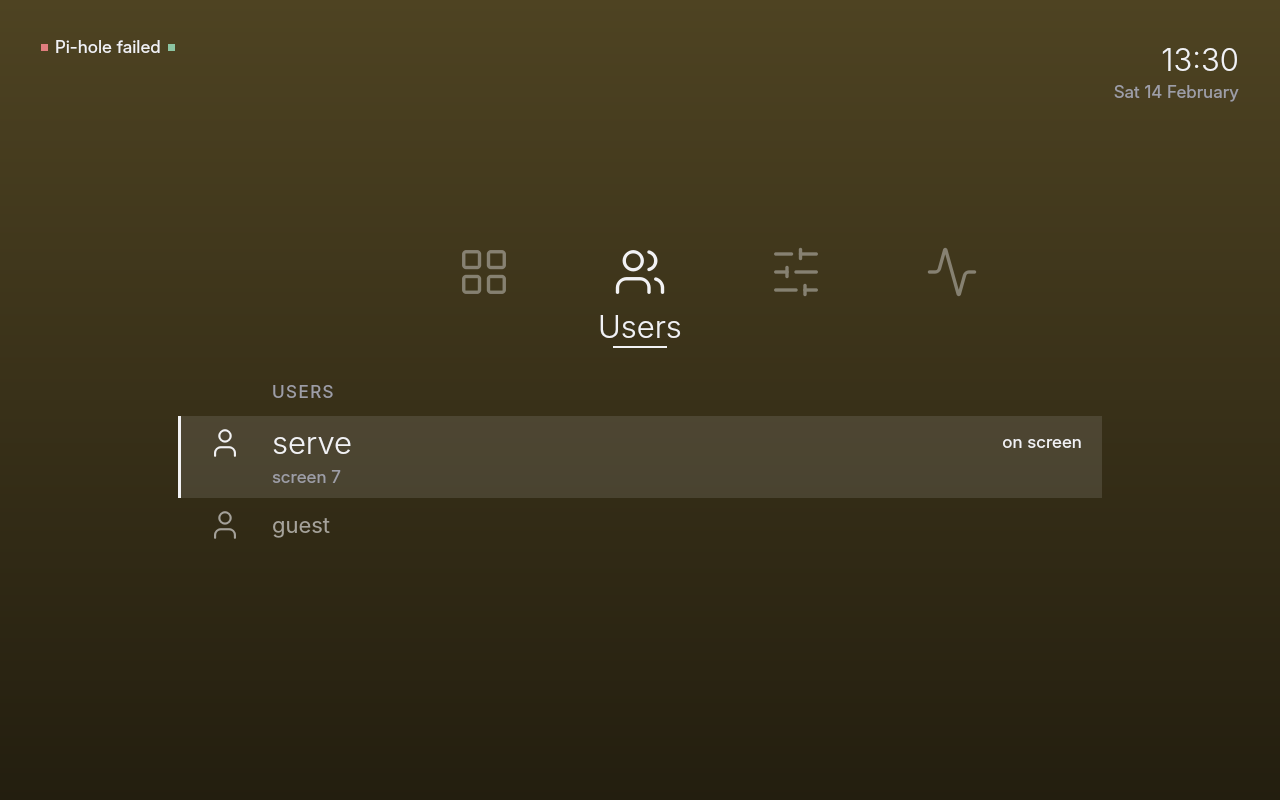 Pi-hole failed
13:30
Sat 14 February
Users
USERS
serve
on screen
screen 7
guest